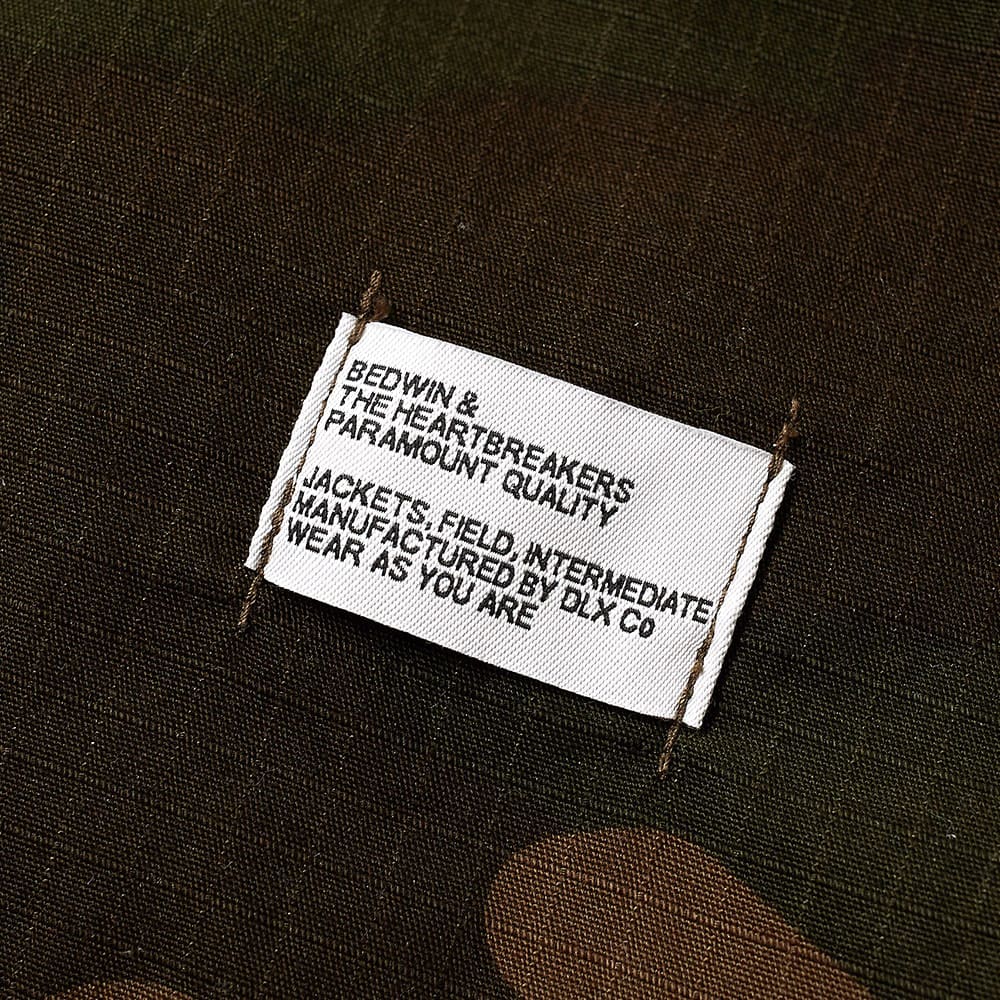 BEDWIN &
THE HEARTBREAKERS
PARAMOUNT QUALITY
JACKETS, FIELD, INTERMEDIATE
MANUFACTURED BY DLX Co
WEAR AS YOU ARE